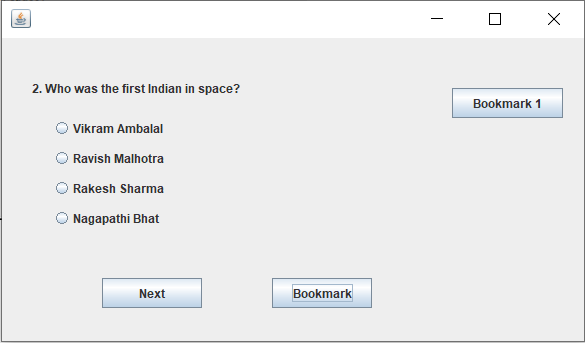 2. Who was the first Indian in space?
Bookmark 1
Vikram Ambalal
Ravish Malhotra
Rakesh Sharma
Nagapathi Bhat
Next
Bookmark